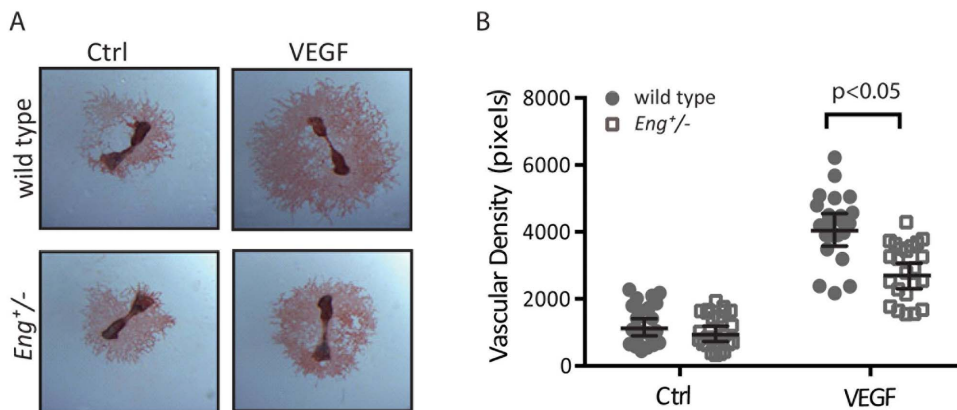 A
Ctrl
VEGF
wild type
Eng+/-
B
wild type
Eng+/-
p<0.05
Vascular Density (pixels)
8000
6000
4000
2000
0
Ctrl
VEGF